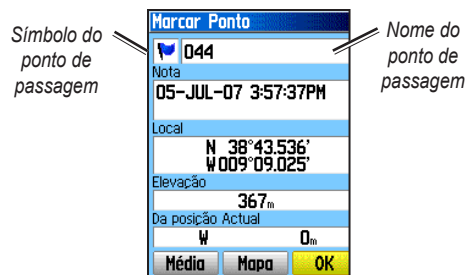 Marcar Ponto
Símbolo do
ponto de
passagem
044
Nome do
ponto de
passagem
Nota
05-JUL-07 3:57:37PM
Local
N 38°43.536'
W009°09.025'
Elevação
367m
Da posição Actual
W 0m
Média Mapa OK